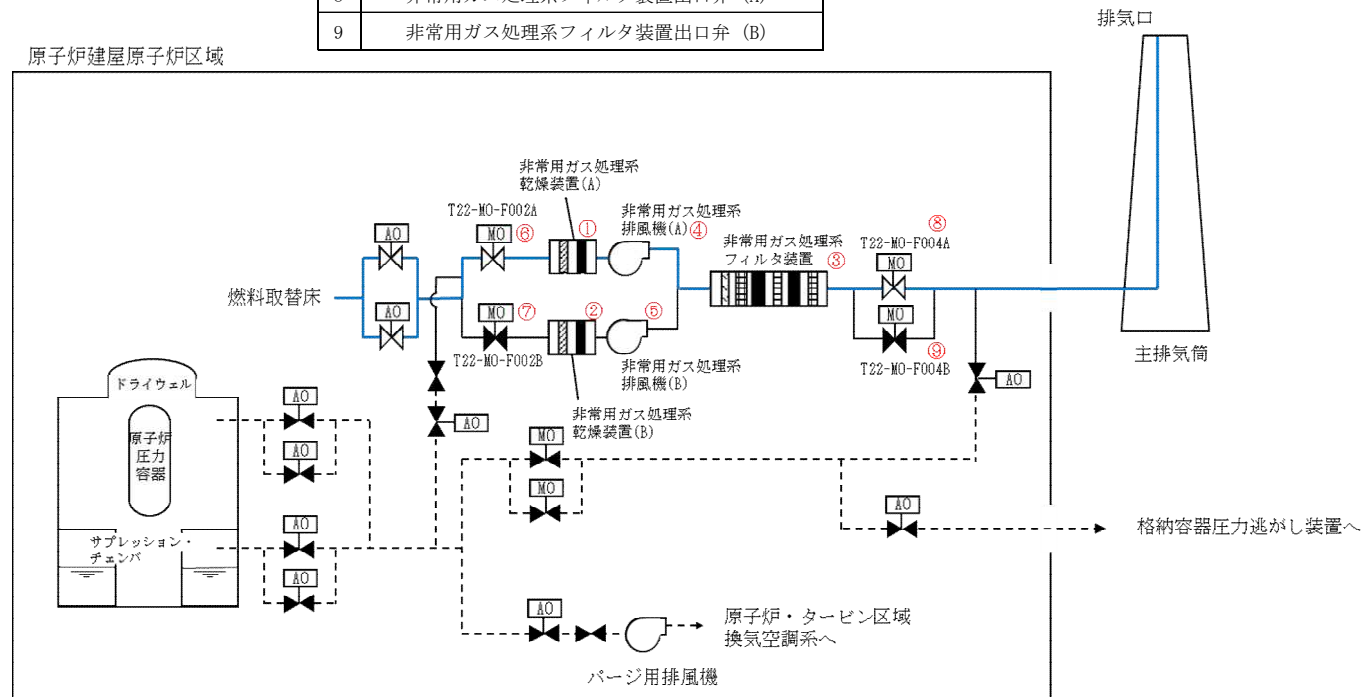 9 非常用ガス処理系フィルタ装置出口弁 (B)
排気口
原子炉建屋原子炉区域
非常用ガス処理系
乾燥装置(A)
T22-MO-F002A
MO
⑥
①
非常用ガス処理系
排風機(A)
④
非常用ガス処理系
フィルタ装置
③
⑧
T22-MO-F004A
MO
AO
燃料取替床
AO
MO
⑦
T22-MO-F002B
②
⑤
非常用ガス処理系
排風機(B)
非常用ガス処理系
乾燥装置(B)
MO
⑨
T22-MO-F004B
AO
主排気筒
ドライウェル
原子炉
圧力
容器
サプレッション・
チェンバ
AO
AO
AO
AO
AO
MO
MO
AO
格納容器圧力逃がし装置へ
AO
原子炉・タービン区域
換気空調系へ
パージ用排風機